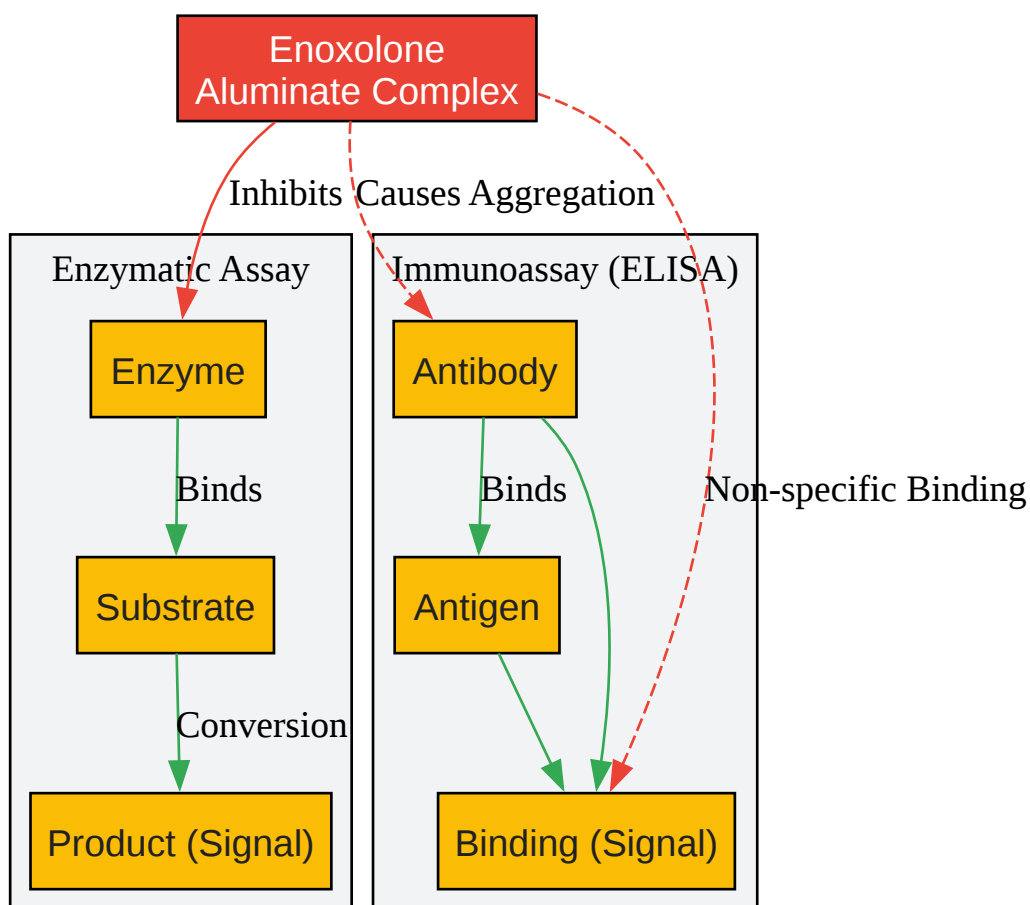 Enoxolone
Aluminate Complex
Inhibits
Causes Aggregation
Enzymatic Assay
Immunoassay (ELISA)
Enzyme
Antibody
Binds
Binds
Non-specific Binding
Substrate
Antigen
Conversion
Product (Signal)
Binding (Signal)